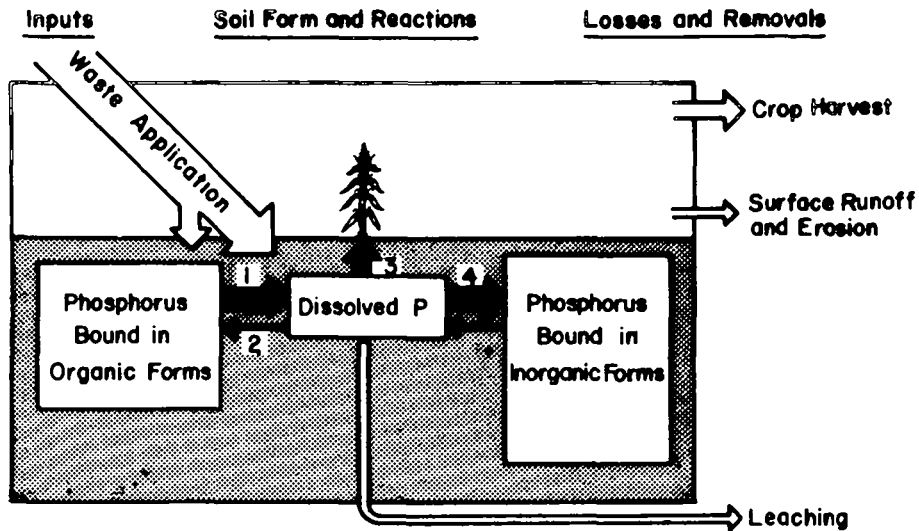 Inputs
Soil Form and Reactions
Losses and Removals
Waste Application
Crop Harvest
Surface Runoff
and Erosion
1
3
4
Phosphorus
Bound in
Organic Forms
Dissolved P
Phosphorus
Bound in
Inorganic Forms
2
Leaching